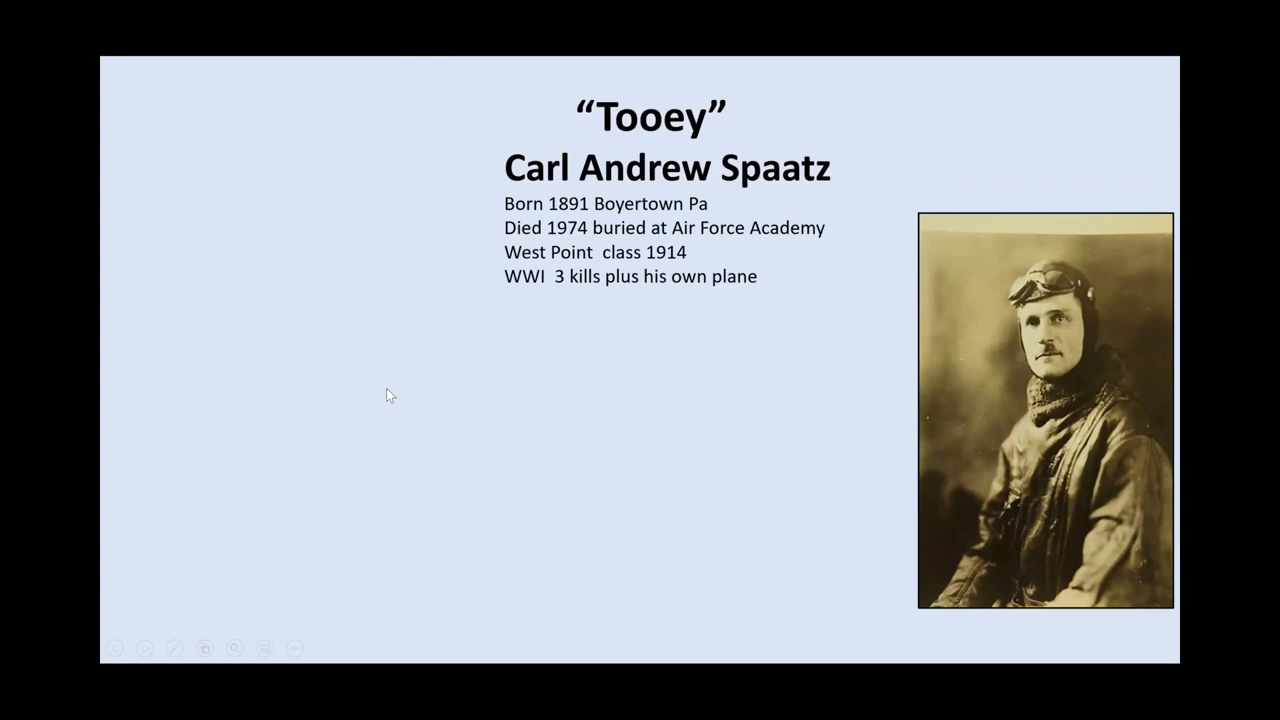 “Tooey”
Carl Andrew Spaatz
Born 1891 Boyertown Pa
Died 1974 buried at Air Force Academy
West Point  class 1914
WWI  3 kills plus his own plane